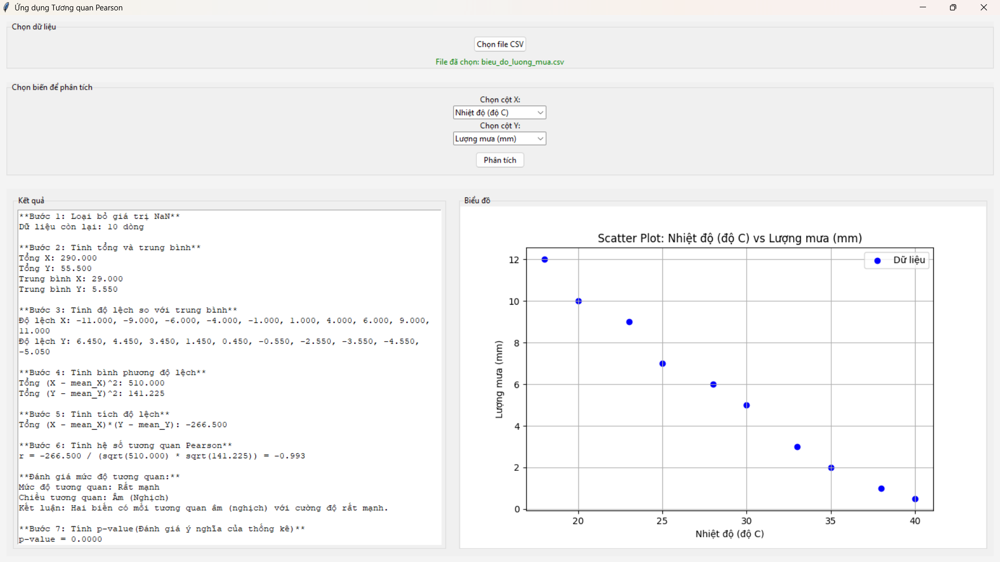 Ứng dụng Tương quan Pearson
Chọn dữ liệu
Chọn file CSV
File đã chọn: bieu_do_luong_mua.csv
Chọn biến để phân tích
Chọn cột X:
Nhiệt độ (độ C)
Chọn cột Y:
Lượng mưa (mm)
Phân tích
Kết quả
**Bước 1: Loại bỏ giá trị NaN**
Dữ liệu còn lại: 10 dòng
**Bước 2: Tính tổng và trung bình**
Tổng X: 290.000
Tổng Y: 55.500
Trung bình X: 29.000
Trung bình Y: 5.550
**Bước 3: Tính độ lệch so với trung bình**
Độ lệch X: -11.000, -9.000, -6.000, -4.000, -1.000, 1.000, 4.000, 6.000, 9.000,
11.000
Độ lệch Y: 6.450, 4.450, 3.450, 1.450, 0.450, -0.550, -2.550, -3.550, -4.550,
-5.050
**Bước 4: Tính bình phương độ lệch**
Tổng (X - mean_X)^2: 510.000
Tổng (Y - mean_Y)^2: 141.225
**Bước 5: Tính tích độ lệch**
Tổng (X - mean_X)*(Y - mean_Y): -266.500
**Bước 6: Tính hệ số tương quan Pearson**
r = -266.500 / (sqrt(510.000) * sqrt(141.225)) = -0.993
**Đánh giá mức độ tương quan:**
Mức độ tương quan: Rất mạnh
Chiều tương quan: Âm (Nghịch)
Kết luận: Hai biến có mối tương quan âm (nghịch) với cường độ rất mạnh.
**Bước 7: Tính p-value(Đánh giá ý nghĩa của thống kê)**
p-value = 0.0000
Biểu đồ
Scatter Plot: Nhiệt độ (độ C) vs Lượng mưa (mm)
Dữ liệu
12
10
8
6
4
2
0
Lượng mưa (mm)
20 25 30 35 40
Nhiệt độ (độ C)